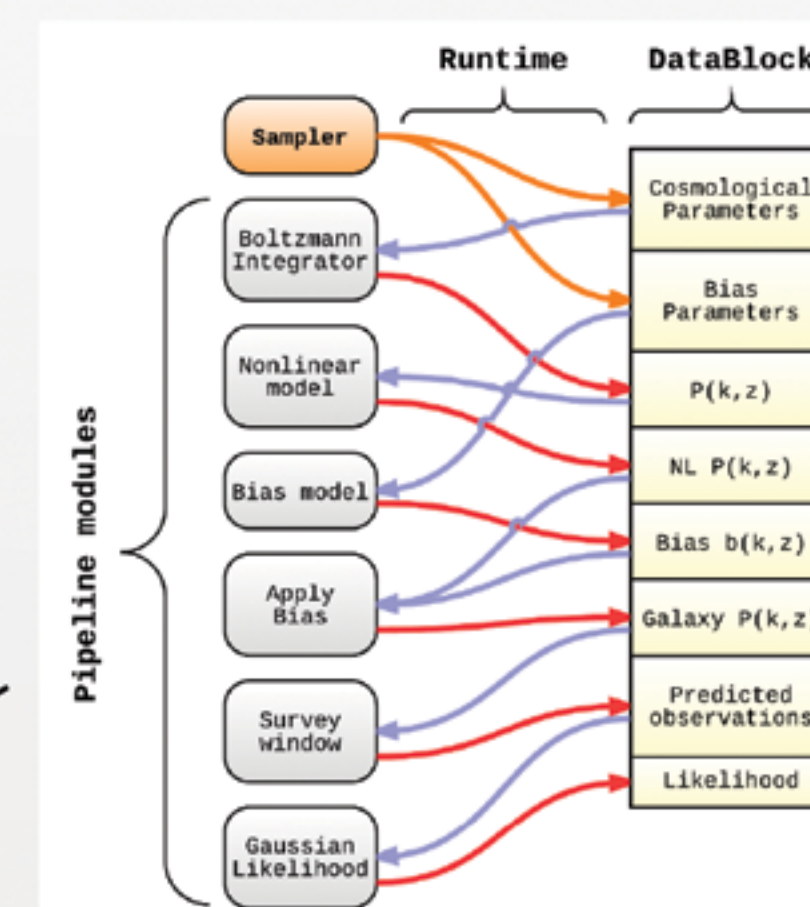 Runtime
DataBlock
Sampler
Boltzmann
Integrator
Nonlinear
model
Bias model
Apply
Bias
Survey
window
Gaussian
Likelihood
Pipeline modules
Cosmological
Parameters
Bias
Parameters
P(k,z)
NL P(k,z)
Bias b(k,z)
Galaxy P(k,z
Predicted
observations
Likelihood